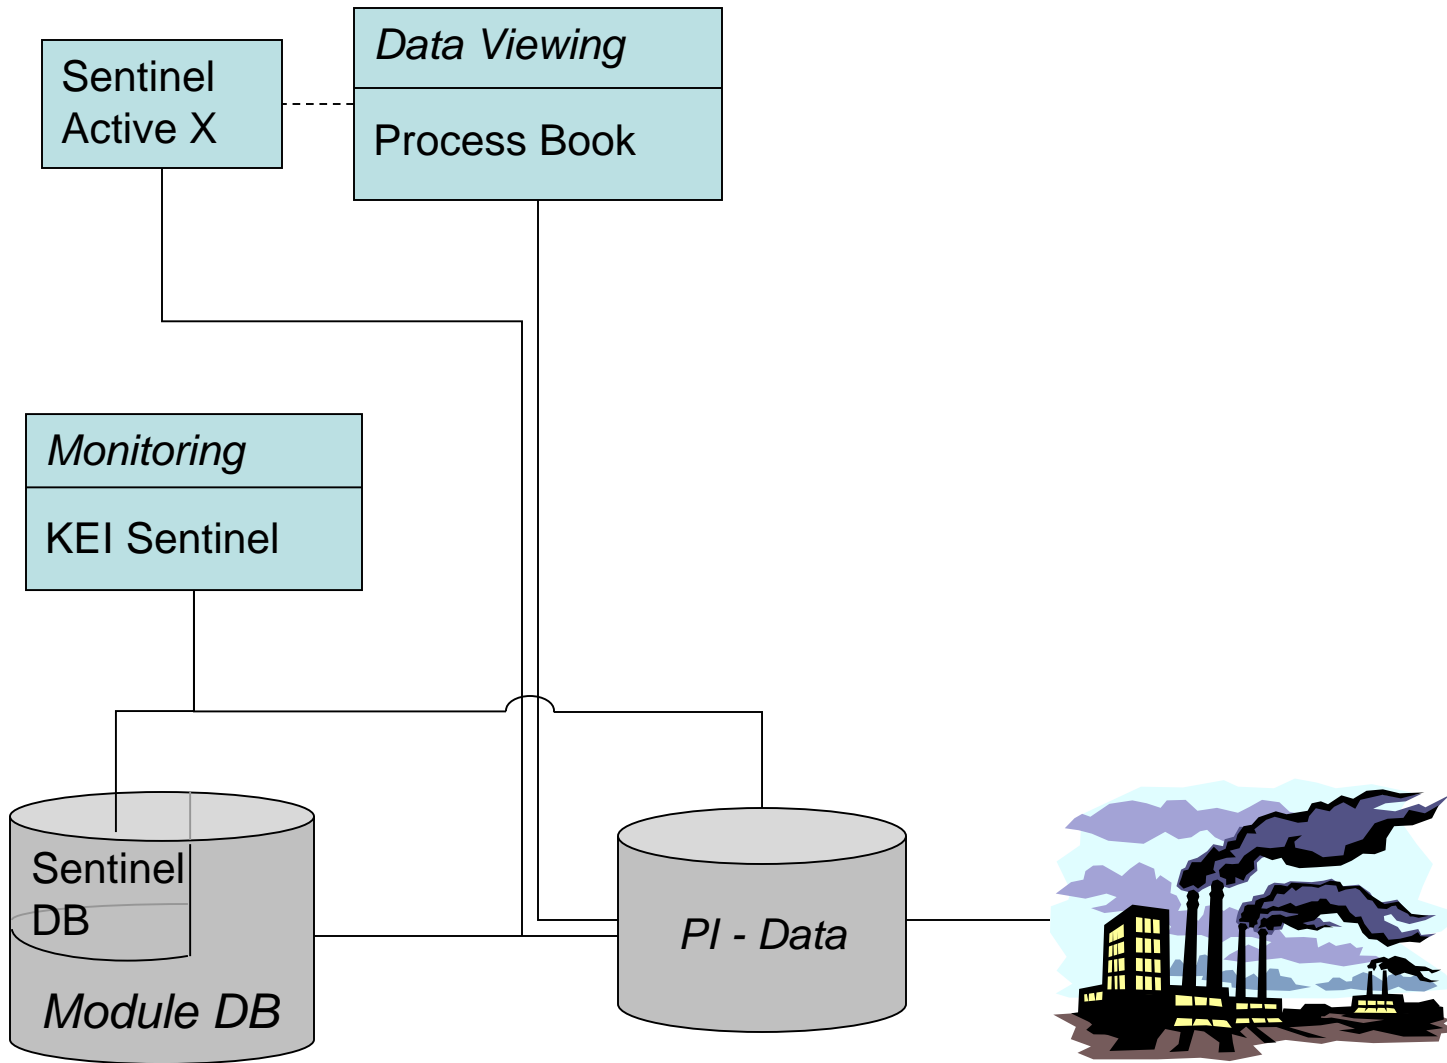 Sentinel
Active X
Data Viewing
Process Book
Monitoring
KEI Sentinel
Sentinel
DB
Module DB
PI - Data